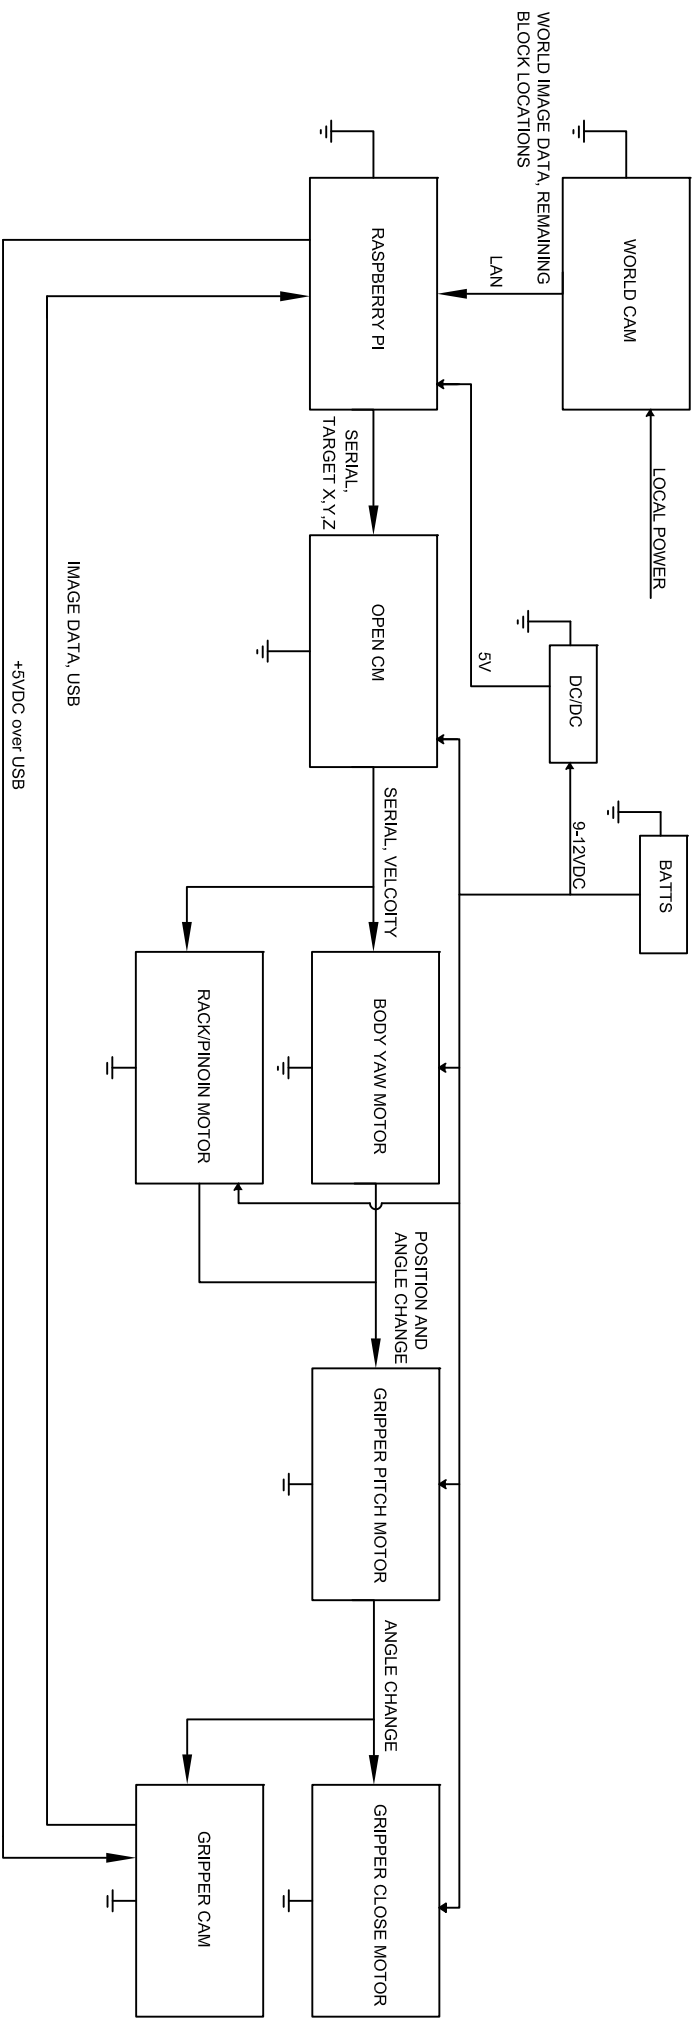 WORLD CAM
LOCAL POWER
WORLD IMAGE DATA, REMAINING
BLOCK LOCATIONS
LAN
DC/DC
BATTS
9-12VDC
5V
RASPBERRY PI
SERIAL,
TARGET X,Y,Z
OPEN CM
SERIAL, VELCOITY
BODY YAW MOTOR
POSITION AND
ANGLE CHANGE
GRIPPER PITCH MOTOR
ANGLE CHANGE
GRIPPER CLOSE MOTOR
RACK/PINOIN MOTOR
GRIPPER CAM
IMAGE DATA, USB
+5VDC over USB